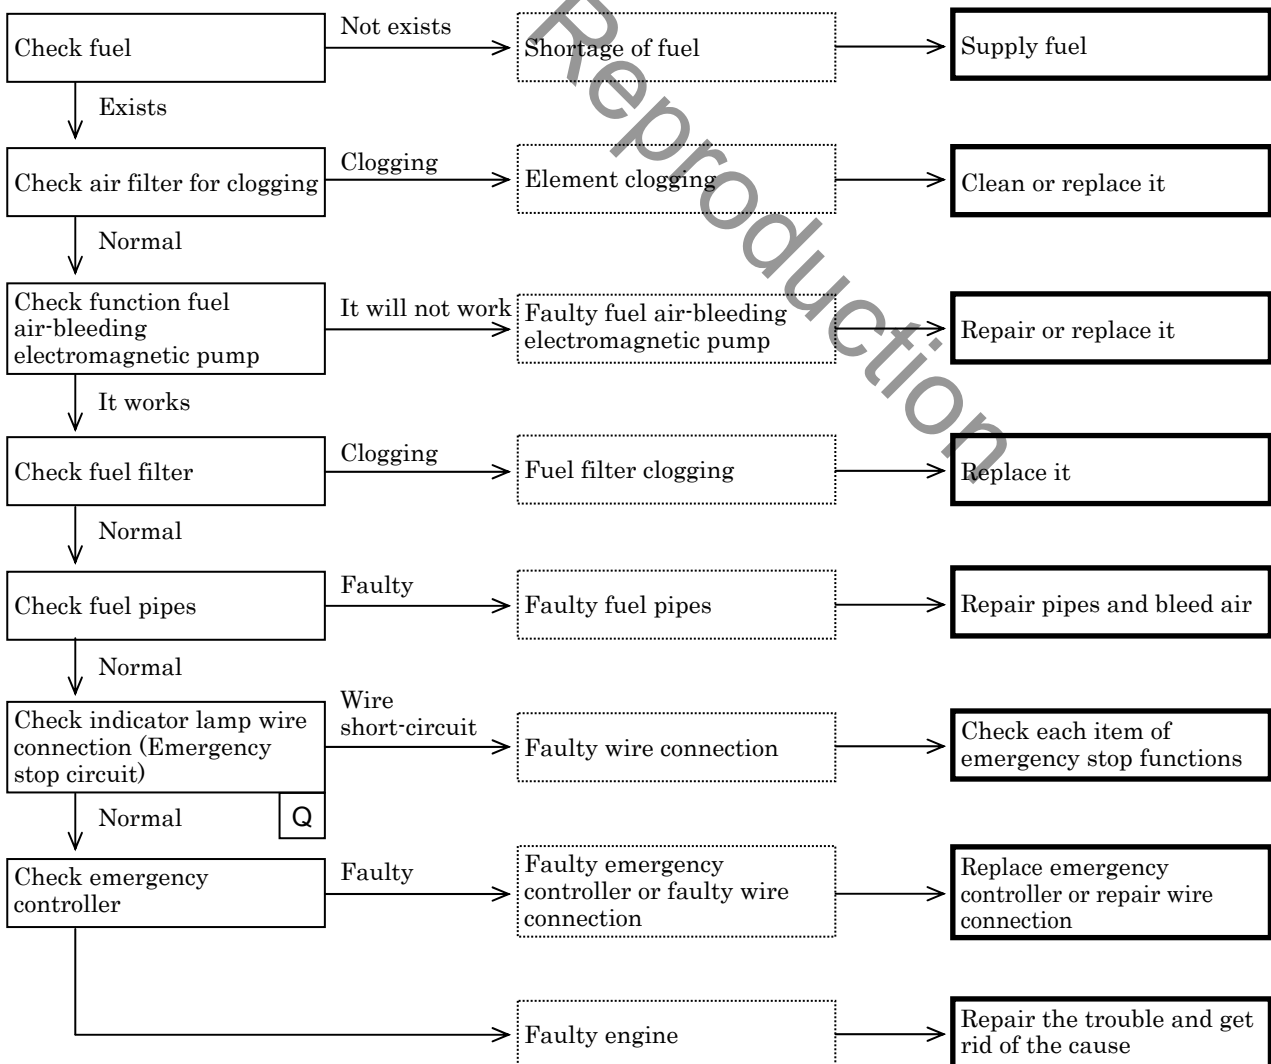 Check fuel
Not exists
Shortage of fuel
Supply fuel
Exists
Check air filter for clogging
Clogging
Element clogging
Clean or replace it
Normal
Check function fuel
air-bleeding
electromagnetic pump
It will not work
Faulty fuel air-bleeding
electromagnetic pump
Repair or replace it
It works
Check fuel filter
Clogging
Fuel filter clogging
Replace it
Normal
Check fuel pipes
Faulty
Faulty fuel pipes
Repair pipes and bleed air
Normal
Check indicator lamp wire
connection (Emergency
stop circuit)
Wire
short-circuit
Faulty wire connection
Check each item of
emergency stop functions
Normal
Q
Check emergency
controller
Faulty
Faulty emergency
controller or faulty wire
connection
Replace emergency
controller or repair wire
connection
Faulty engine
Repair the trouble and get
rid of the cause
Reproduction